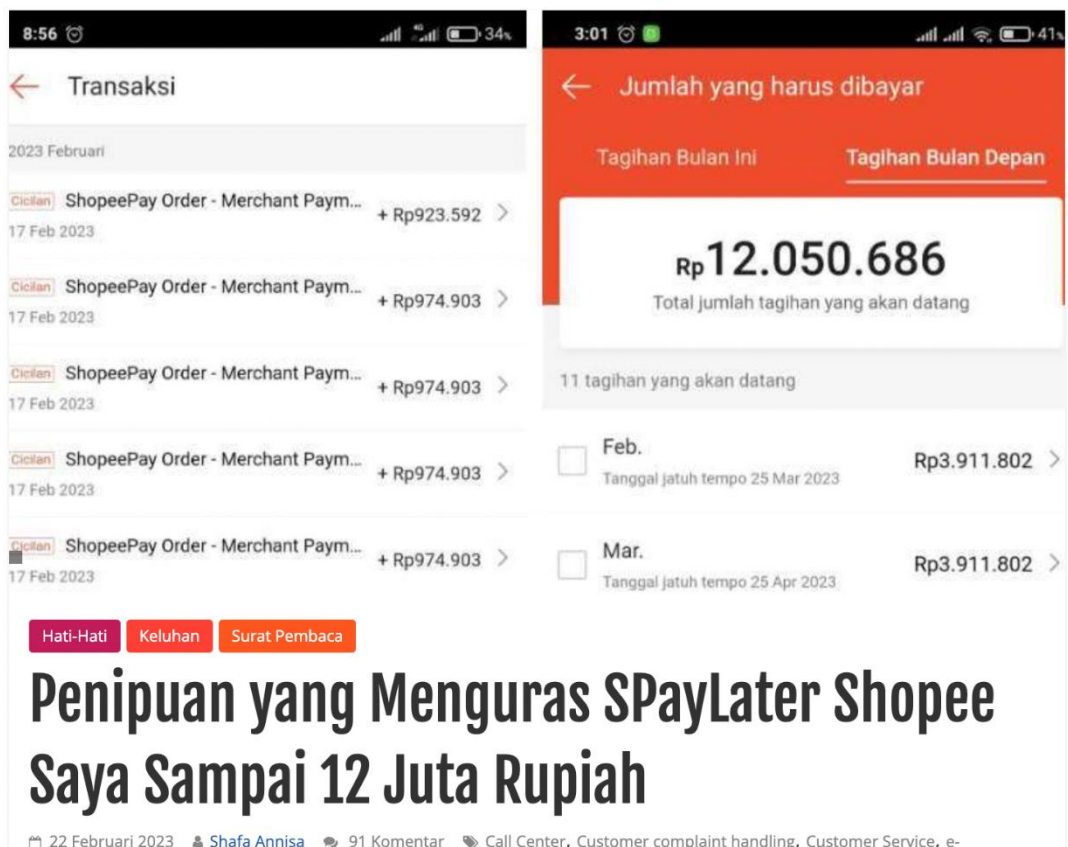 8:56
4G
34%
Transaksi
2023 Februari
Cicilan ShopeePay Order - Merchant Paym...
+ Rp923.592
17 Feb 2023
Cicilan ShopeePay Order - Merchant Paym...
+ Rp974.903
17 Feb 2023
Cicilan ShopeePay Order - Merchant Paym...
+ Rp974.903
17 Feb 2023
Cicilan ShopeePay Order - Merchant Paym...
+ Rp974.903
17 Feb 2023
Cicilan ShopeePay Order - Merchant Paym...
+ Rp974.903
17 Feb 2023
3:01
41%
Jumlah yang harus dibayar
Tagihan Bulan Ini Tagihan Bulan Depan
Rp12.050.686
Total jumlah tagihan yang akan datang
11 tagihan yang akan datang
Feb.
Rp3.911.802
Tanggal jatuh tempo 25 Mar 2023
Mar.
Rp3.911.802
Tanggal jatuh tempo 25 Apr 2023
Hati-Hati Keluhan Surat Pembaca
Penipuan yang Menguras SPayLater Shopee
Saya Sampai 12 Juta Rupiah
22 Februari 2023 Shafa Annisa 91 Komentar Call Center, Customer complaint handling, Customer Service, e-